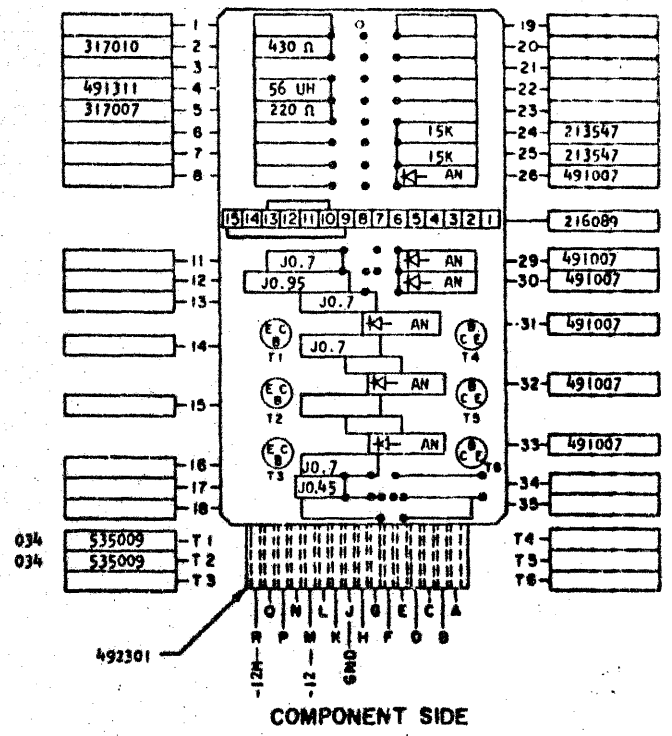 1 19
317010 2 430 Ω 20
3 21
491311 4 56 UH 22
317007 5 220 Ω 23
6 15K 24 213547
7 15K 25 213547
8 AN 26 491007
15 14 13 12 11 10 9 8 7 6 5 4 3 2 1 216089
11 J0.7 AN 29 491007
12 J0.95 AN 30 491007
13 J0.7
AN 31 491007
E C B B C E
14 T1 J0.7 T4
E C B AN B C E 32 491007
15 T2 T5
E C B AN B C E 33 491007
16 T3 J0.7 T6
17 J0.45 34
18 35
034 535009 T1 T4
034 535009 T2 T5
T3 T6
Q N L J G E C A
R P M K H F D B
492301
-12M -12 GND
COMPONENT SIDE